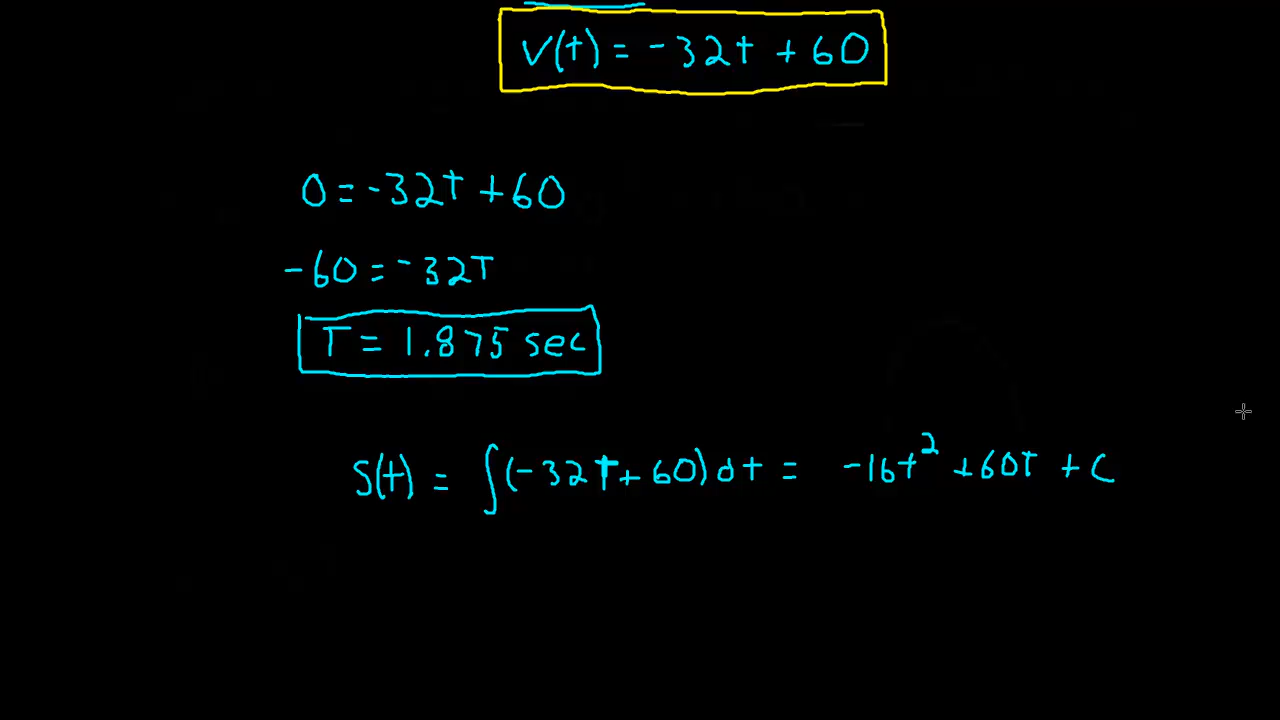 v(t) = -32t + 60
0 = -32t + 60
-60 = -32T
T = 1.875 sec
S(t) = ∫(-32t + 60) dt = -16t² + 60t + C